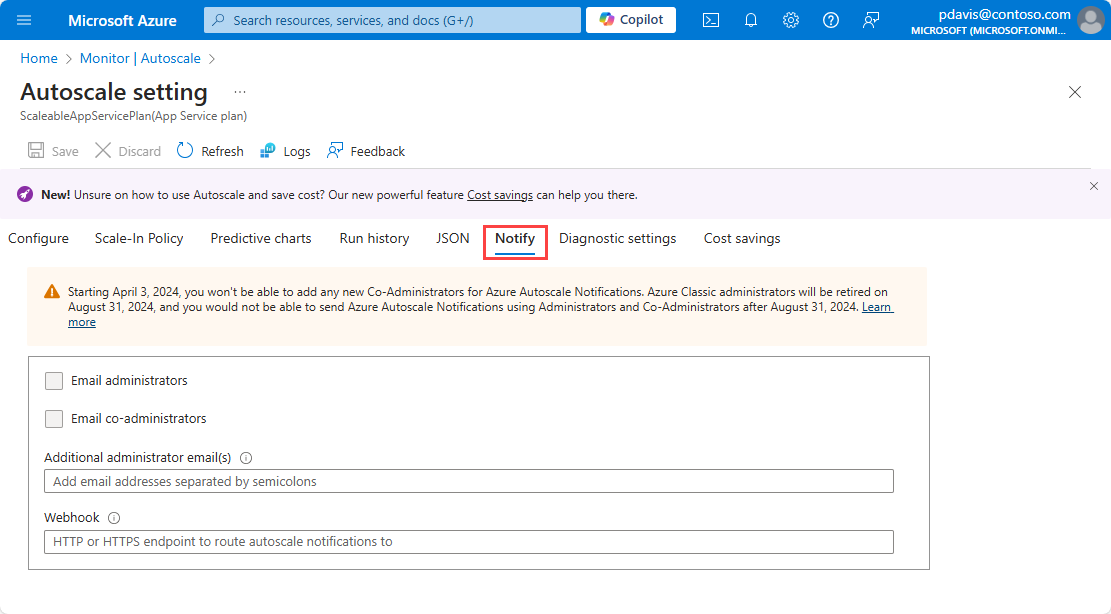 Microsoft Azure
Search resources, services, and docs (G+/)
Copilot
pdavis@contoso.com
MICROSOFT (MICROSOFT.ONMI...
Home > Monitor | Autoscale >
Autoscale setting ...
ScaleableAppServicePlan(App Service plan)
Save Discard Refresh Logs Feedback
New! Unsure on how to use Autoscale and save cost? Our new powerful feature Cost savings can help you there.
Configure Scale-In Policy Predictive charts Run history JSON Notify Diagnostic settings Cost savings
Starting April 3, 2024, you won't be able to add any new Co-Administrators for Azure Autoscale Notifications. Azure Classic administrators will be retired on
August 31, 2024, and you would not be able to send Azure Autoscale Notifications using Administrators and Co-Administrators after August 31, 2024. Learn
more
Email administrators
Email co-administrators
Additional administrator email(s)
Add email addresses separated by semicolons
Webhook
HTTP or HTTPS endpoint to route autoscale notifications to